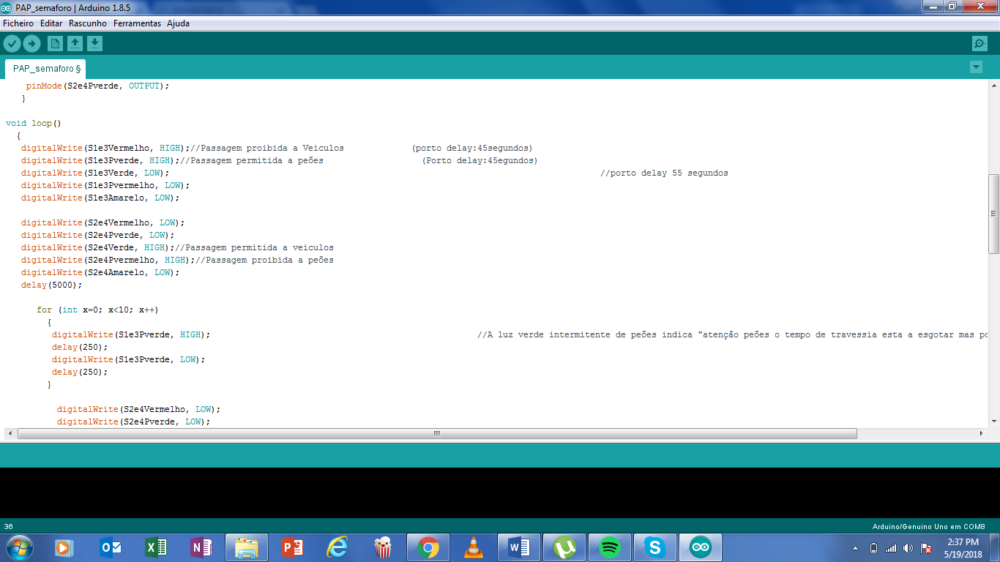 PAP_semaforo | Arduino 1.8.5
Ficheiro Editar Rascunho Ferramentas Ajuda
PAP_semaforo §
pinMode(S2e4Pverde, OUTPUT);
}
void loop()
{
digitalWrite(S1e3Vermelho, HIGH);//Passagem proibida a Veiculos (porto delay:45segundos)
digitalWrite(S1e3Pverde, HIGH);//Passagem permitida a peões (Porto delay:45egundos)
digitalWrite(S1e3Verde, LOW); //porto delay 55 segundos
digitalWrite(S1e3Pvermelho, LOW);
digitalWrite(S1e3Amarelo, LOW);
digitalWrite(S2e4Vermelho, LOW);
digitalWrite(S2e4Pverde, LOW);
digitalWrite(S2e4Verde, HIGH);//Passagem permitida a veiculos
digitalWrite(S2e4Pvermelho, HIGH);//Passagem proibida a peões
digitalWrite(S2e4Amarelo, LOW);
delay(5000);
for (int x=0; x<10; x++)
{
digitalWrite(S1e3Pverde, HIGH); //A luz verde intermitente de peões indica "atenção peões o tempo de travessia esta a esgotar mas po
delay(250);
digitalWrite(S1e3Pverde, LOW);
delay(250);
}
digitalWrite(S2e4Vermelho, LOW);
digitalWrite(S2e4Pverde, LOW);
36
Arduino/Genuino Uno em COM8
2:37 PM
5/19/2018